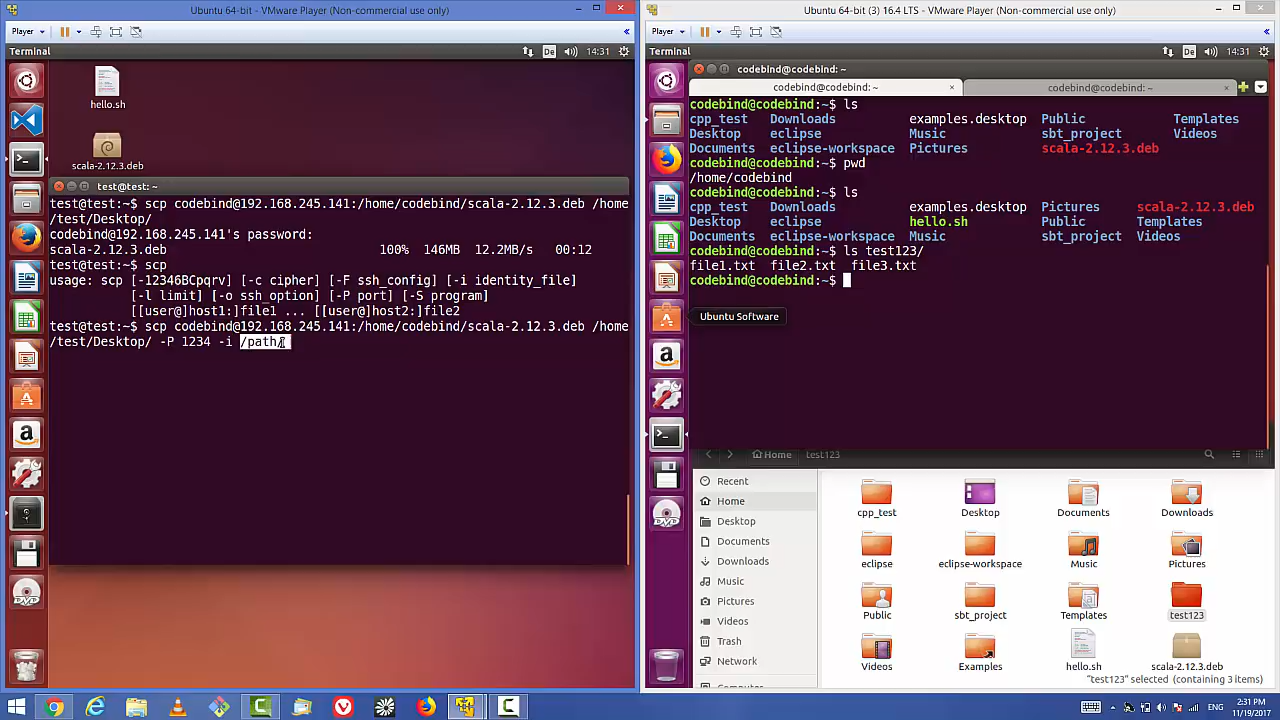 Ubuntu 64-bit - VMware Player (Non-commercial use only)
Player
Terminal
De
14:31
hello.sh
scala-2.12.3.deb
test@test: ~
test@test:~$ scp codebind@192.168.245.141:/home/codebind/scala-2.12.3.deb /home
/test/Desktop/
codebind@192.168.245.141's password:
scala-2.12.3.deb 100% 146MB 12.2MB/s 00:12
test@test:~$ scp
usage: scp [-12346BCpqrv] [-c cipher] [-F ssh_config] [-i identity_file]
[-l limit] [-o ssh_option] [-P port] [-S program]
[[user@]host1:]file1 ... [[user@]host2:]file2
test@test:~$ scp codebind@192.168.245.141:/home/codebind/scala-2.12.3.deb /home
/test/Desktop/ -P 1234 -i /path/
Ubuntu 64-bit (3) 16.4 LTS - VMware Player (Non-commercial use only)
Player
Terminal
De
14:31
codebind@codebind: ~
codebind@codebind: ~
codebind@codebind: ~
codebind@codebind:~$ ls
cpp_test Downloads examples.desktop Public Templates
Desktop eclipse Music sbt_project Videos
Documents eclipse-workspace Pictures scala-2.12.3.deb
codebind@codebind:~$ pwd
/home/codebind
codebind@codebind:~$ ls
cpp_test Downloads examples.desktop Pictures scala-2.12.3.deb
Desktop eclipse hello.sh Public Templates
Documents eclipse-workspace Music sbt_project Videos
codebind@codebind:~$ ls test123/
file1.txt file2.txt file3.txt
codebind@codebind:~$
Ubuntu Software
Home test123
Recent
Home
Desktop
Documents
Downloads
Music
Pictures
Videos
Trash
Network
cpp_test Desktop Documents Downloads
eclipse eclipse-workspace Music Pictures
Public sbt_project Templates test123
Videos Examples hello.sh scala-2.12.3.deb
"test123" selected (containing 3 items)
2:31 PM
11/19/2017